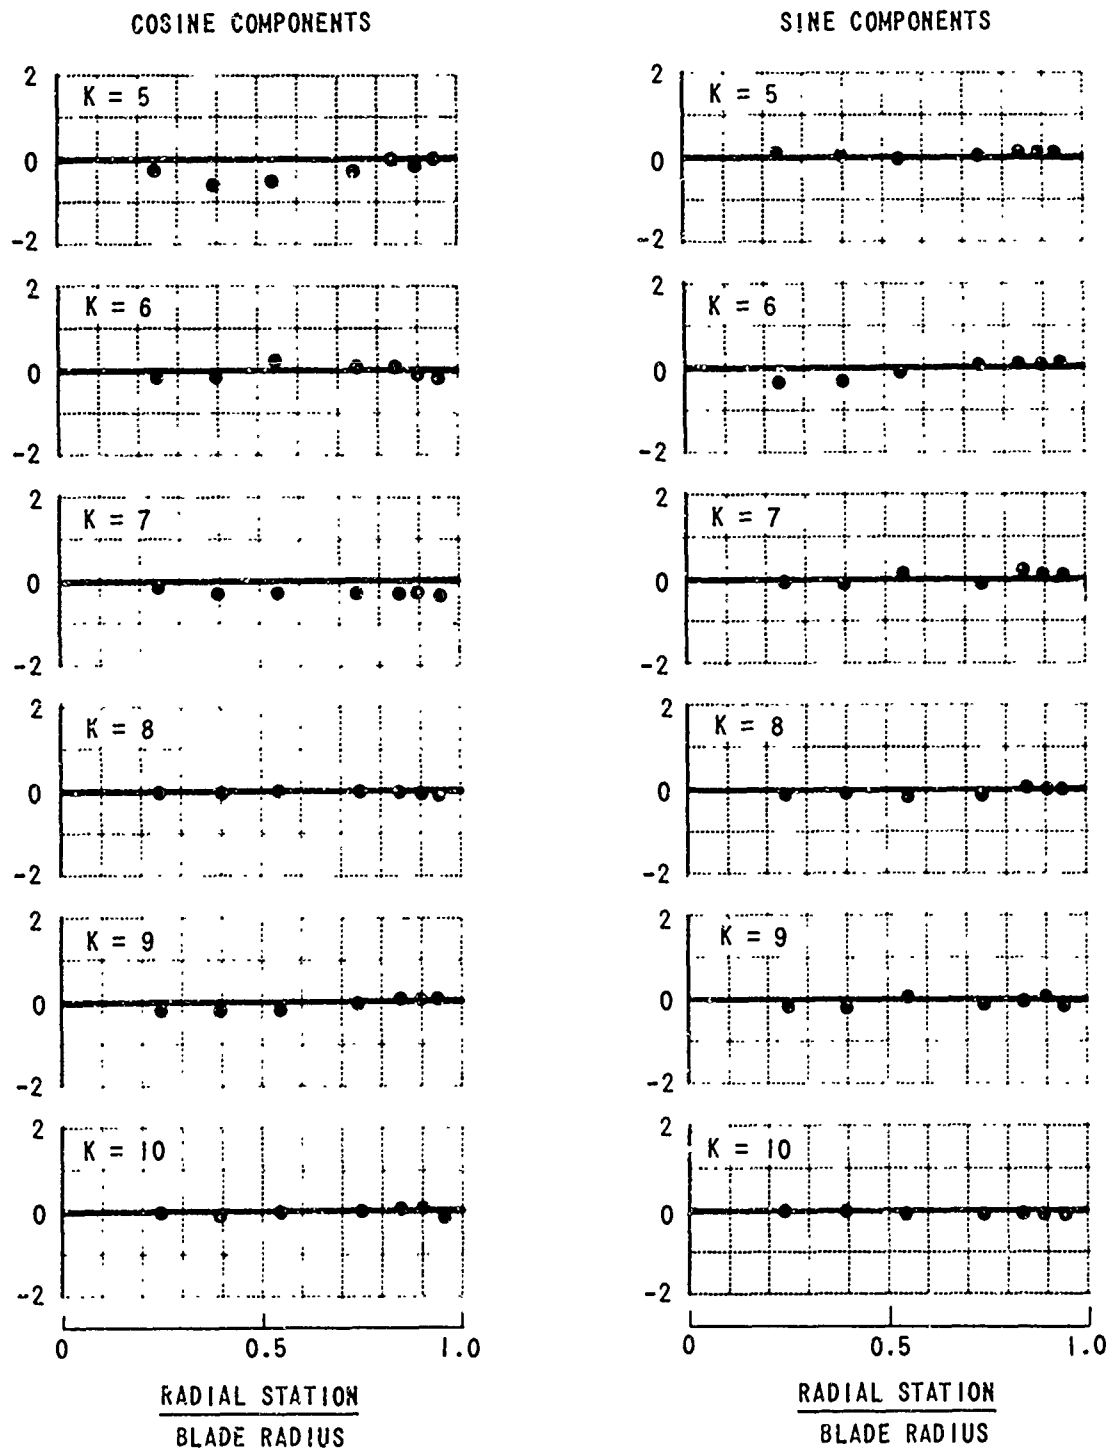 COSINE COMPONENTS
2
K = 5
0
-2
2
K = 6
0
-2
2
K = 7
0
-2
2
K = 8
0
-2
2
K = 9
0
-2
2
K = 10
0
-2
0 0.5 1.0
RADIAL STATION
BLADE RADIUS
SINE COMPONENTS
2
K = 5
0
-2
2
K = 6
0
-2
2
K = 7
0
-2
2
K = 8
0
-2
2
K = 9
0
-2
2
K = 10
0
-2
0 0.5 1.0
RADIAL STATION
BLADE RADIUS